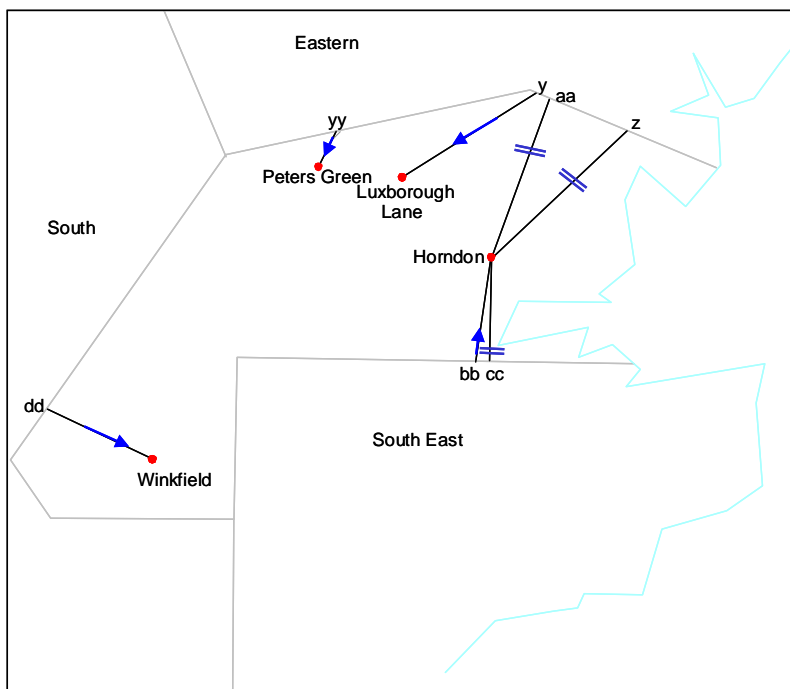 Eastern
y
aa
yy
z
Peters Green
Luxborough
Lane
South
Horndon
bb cc
dd
South East
Winkfield